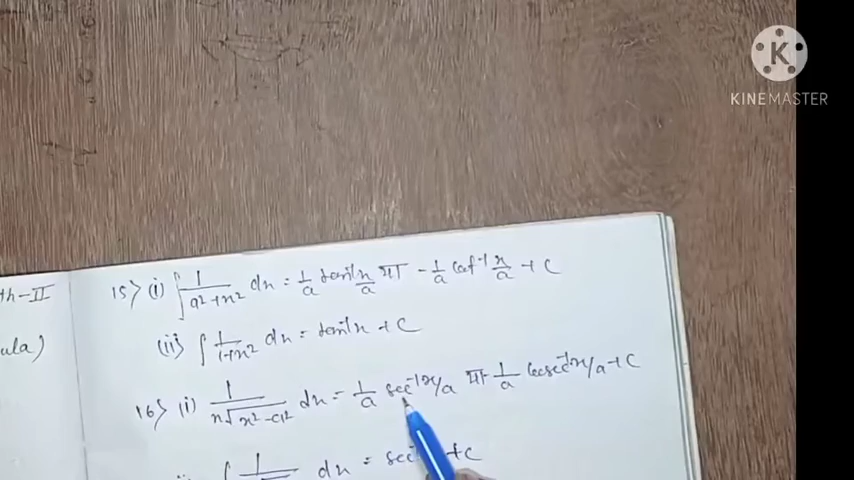 K
KINEMASTER
th-II
ula)
15> (i) ∫ 1/(a²+x²) dx = 1/a tan⁻¹ x/a या -1/a cot⁻¹ x/a + C
(ii) ∫ 1/(1+x²) dx = tan⁻¹x + C
16> (i) 1/(x√(x²-a²)) dx = 1/a sec⁻¹x/a या -1/a cosec⁻¹x/a + C
∫ 1 dx = sec + C